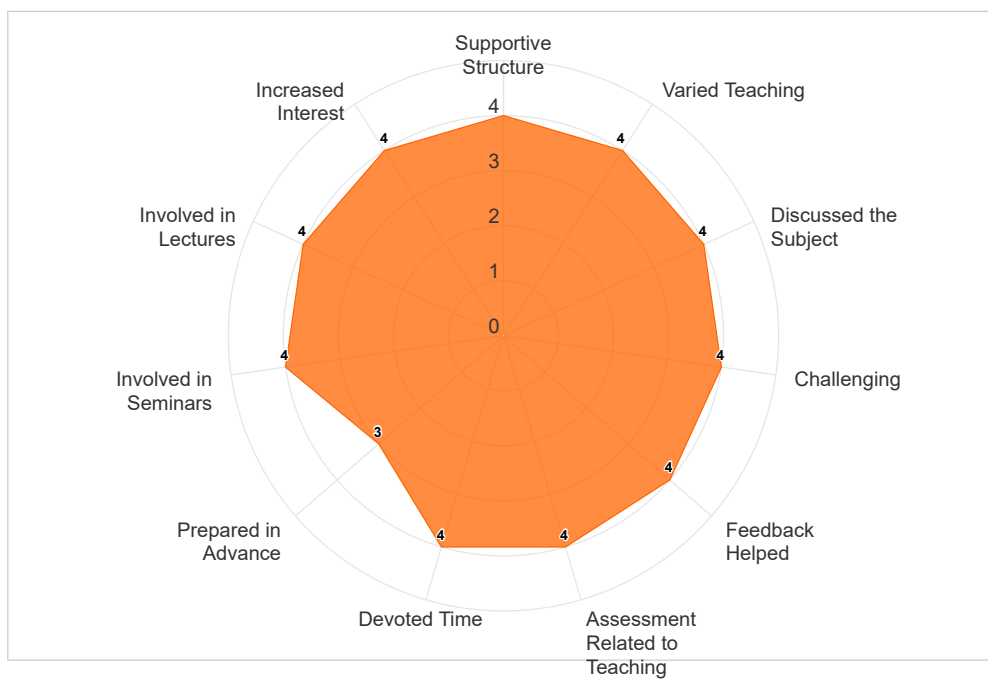 Supportive
Structure
Increased
Interest
Varied Teaching
4
4
4
3
Involved in
Lectures
4
4
Discussed the
Subject
2
1
0
Involved in
Seminars
4
4
Challenging
3
4
Prepared in
Advance
Feedback
Helped
4
4
Devoted Time
Assessment
Related to
Teaching